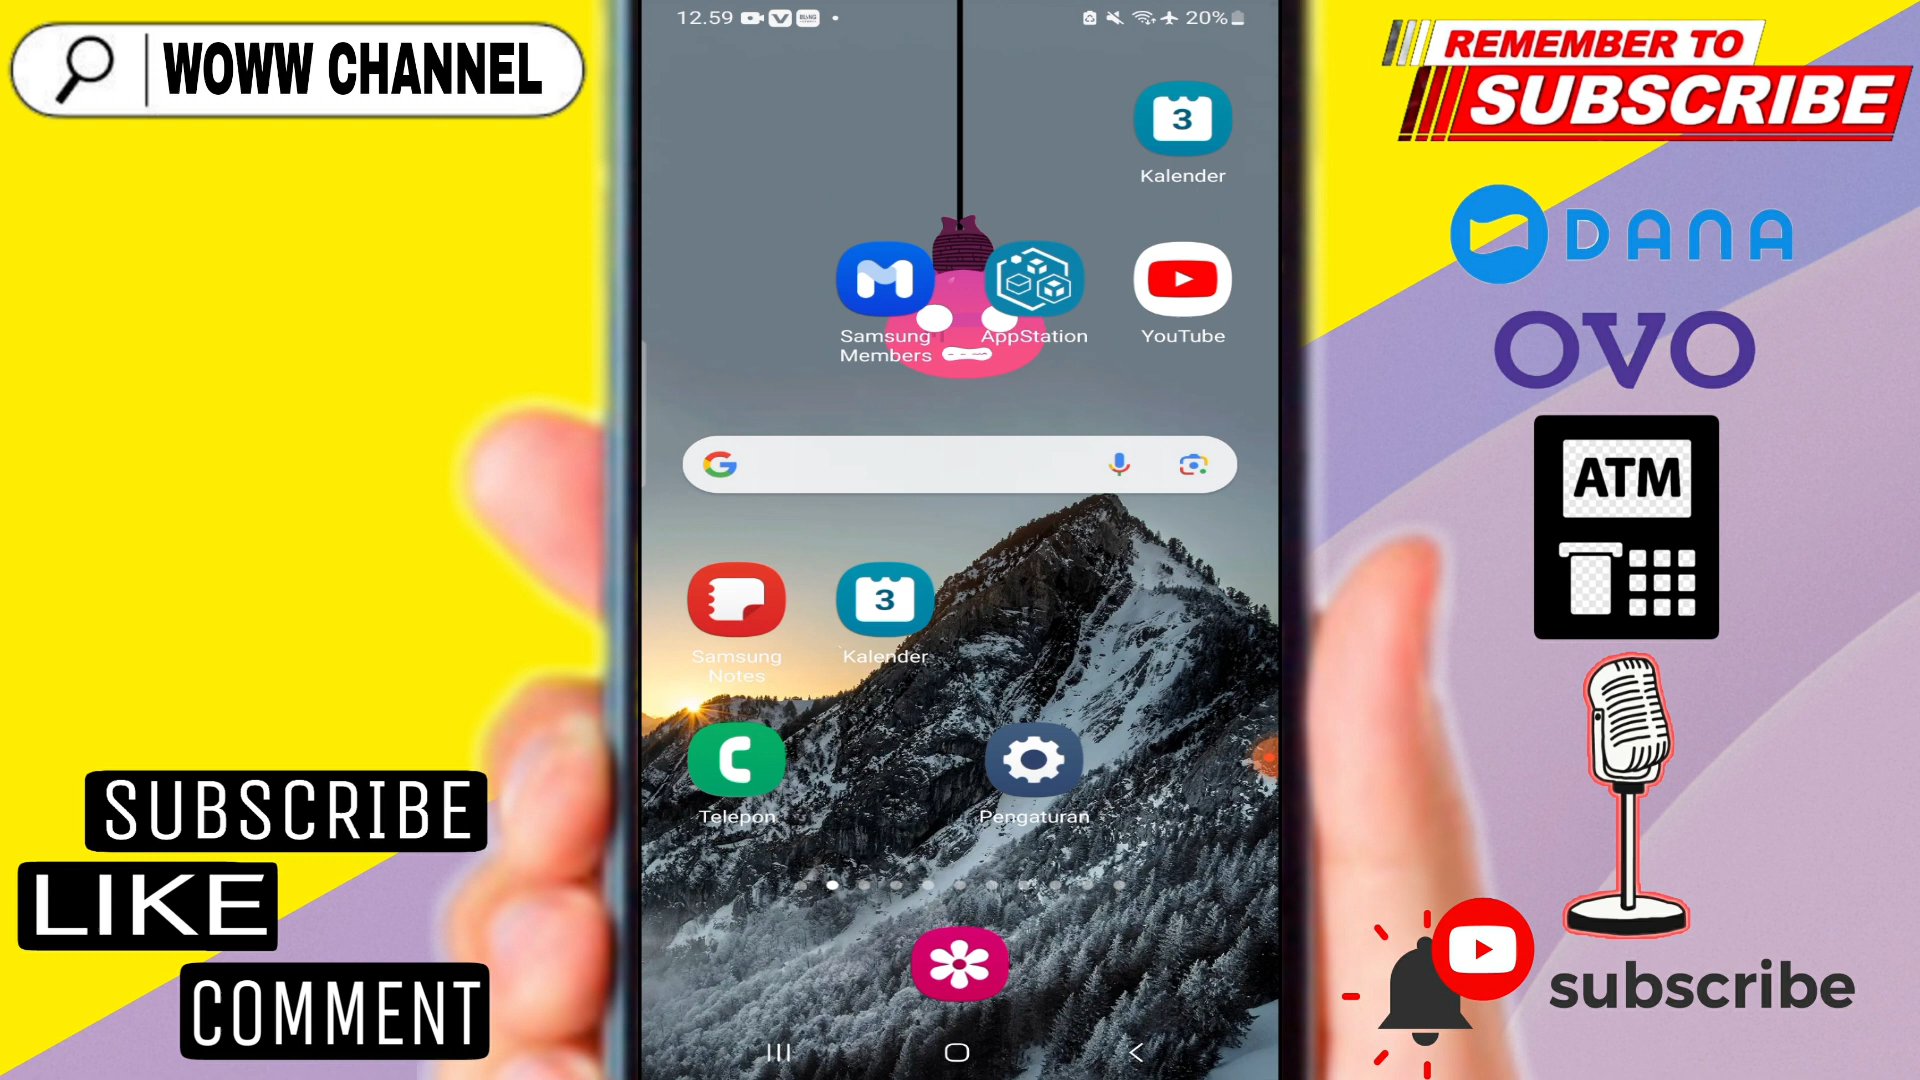 WOWW CHANNEL
12.59
20%
REMEMBER TO
SUBSCRIBE
3
Kalender
DANA
Samsung
Members
AppStation
YouTube
OVO
ATM
3
Samsung
Notes
Kalender
Telepon
Pengaturan
SUBSCRIBE
LIKE
COMMENT
subscribe